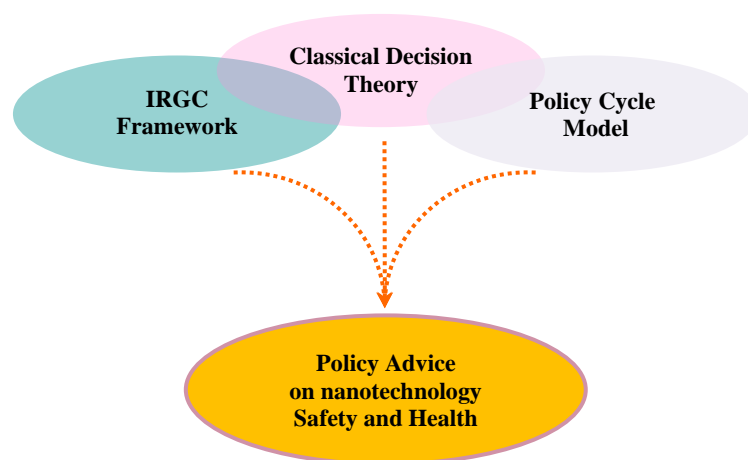 IRGC
Framework
Classical Decision
Theory
Policy Cycle
Model
Policy Advice
on nanotechnology
Safety and Health